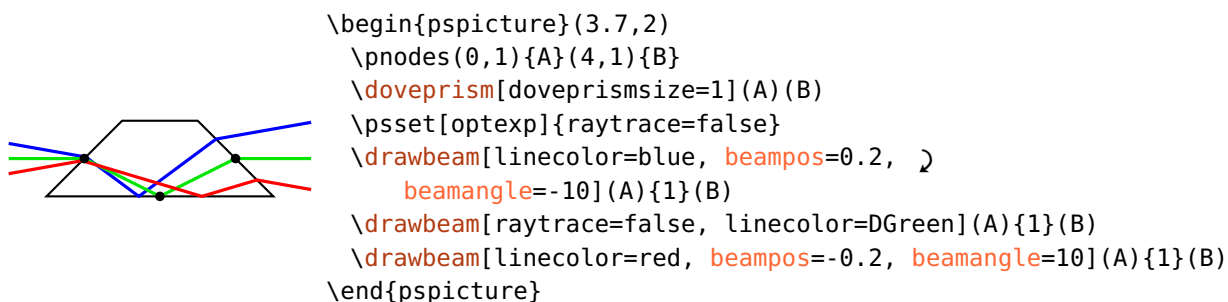 \begin{pspicture}(3.7,2)
\pnodes(0,1){A}(4,1){B}
\doveprism[doveprismsize=1](A)(B)
\psset[optexp]{raytrace=false}
\drawbeam[linecolor=blue, beampos=0.2,
beamangle=-10](A){1}(B)
\drawbeam[raytrace=false, linecolor=DGreen](A){1}(B)
\drawbeam[linecolor=red, beampos=-0.2, beamangle=10](A){1}(B)
\end{pspicture}